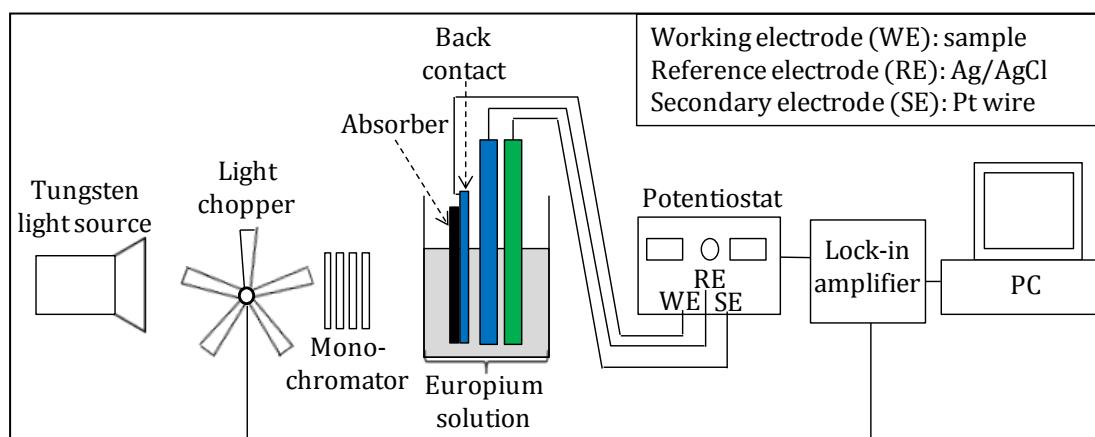 Working electrode (WE): sample
Reference electrode (RE): Ag/AgCl
Secondary electrode (SE): Pt wire
Back
contact
Absorber
Tungsten
light source
Light
chopper
Mono-
chromator
Europium
solution
Potentiostat
RE
WE
SE
Lock-in
amplifier
PC